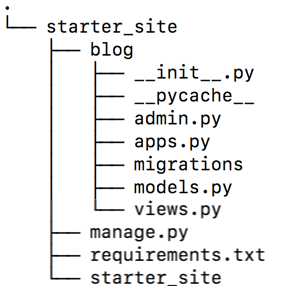 .
└── starter_site
    ├── blog
    │   ├── __init__.py
    │   ├── __pycache__
    │   ├── admin.py
    │   ├── apps.py
    │   ├── migrations
    │   ├── models.py
    │   └── views.py
    ├── manage.py
    ├── requirements.txt
    └── starter_site